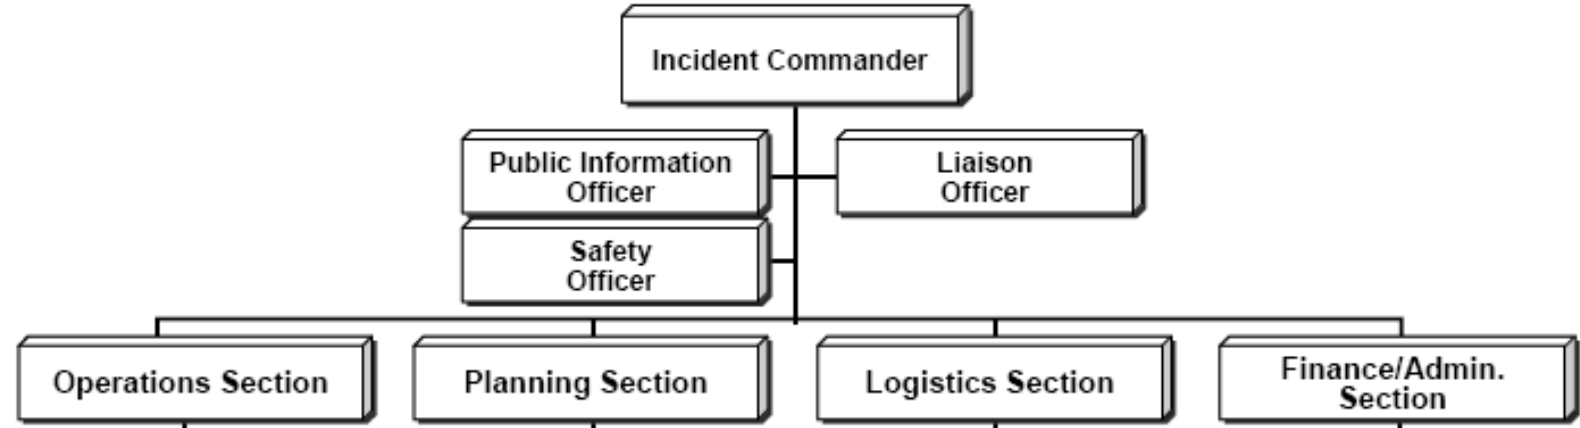 Incident Commander
Public Information
Officer
Liaison
Officer
Safety
Officer
Operations Section
Planning Section
Logistics Section
Finance/Admin.
Section